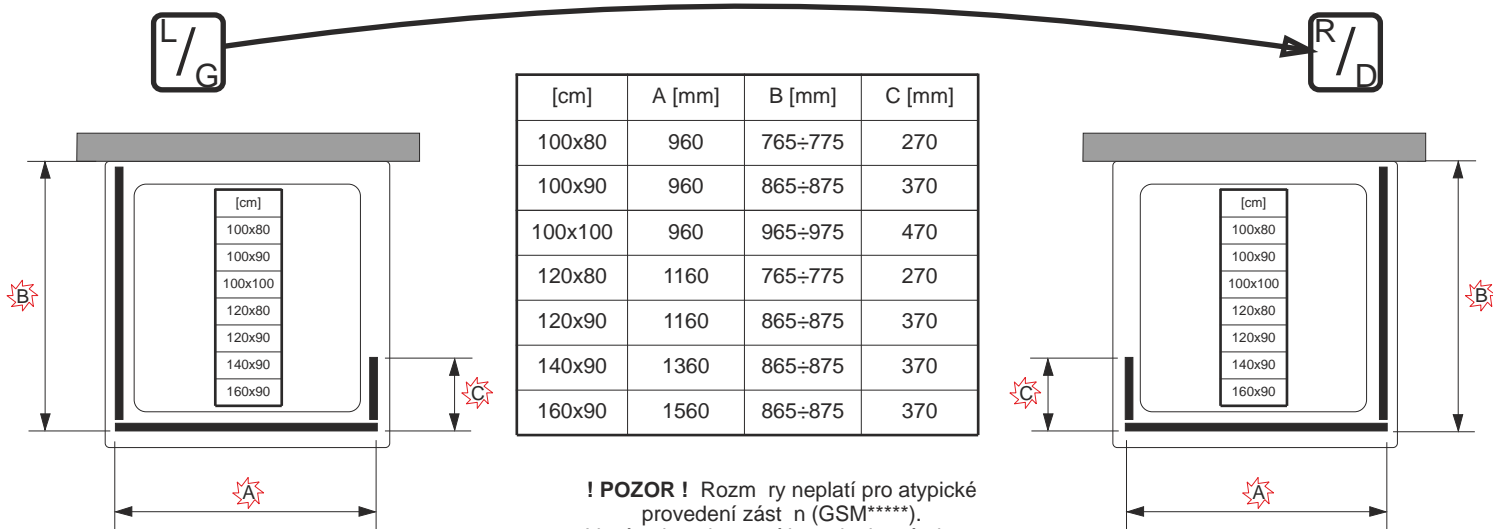 L/G
R/D
[cm] A [mm] B [mm] C [mm]
100x80 960 765÷775 270
100x90 960 865÷875 370
100x100 960 965÷975 470
120x80 1160 765÷775 270
120x90 1160 865÷875 370
140x90 1360 865÷875 370
160x90 1560 865÷875 370
[cm]
100x80
100x90
100x100
120x80
120x90
140x90
160x90
B
C
A
[cm]
100x80
100x90
100x100
120x80
120x90
140x90
160x90
B
C
A
! POZOR ! Rozm ry neplatí pro atypické
provedení zást n (GSM*****).